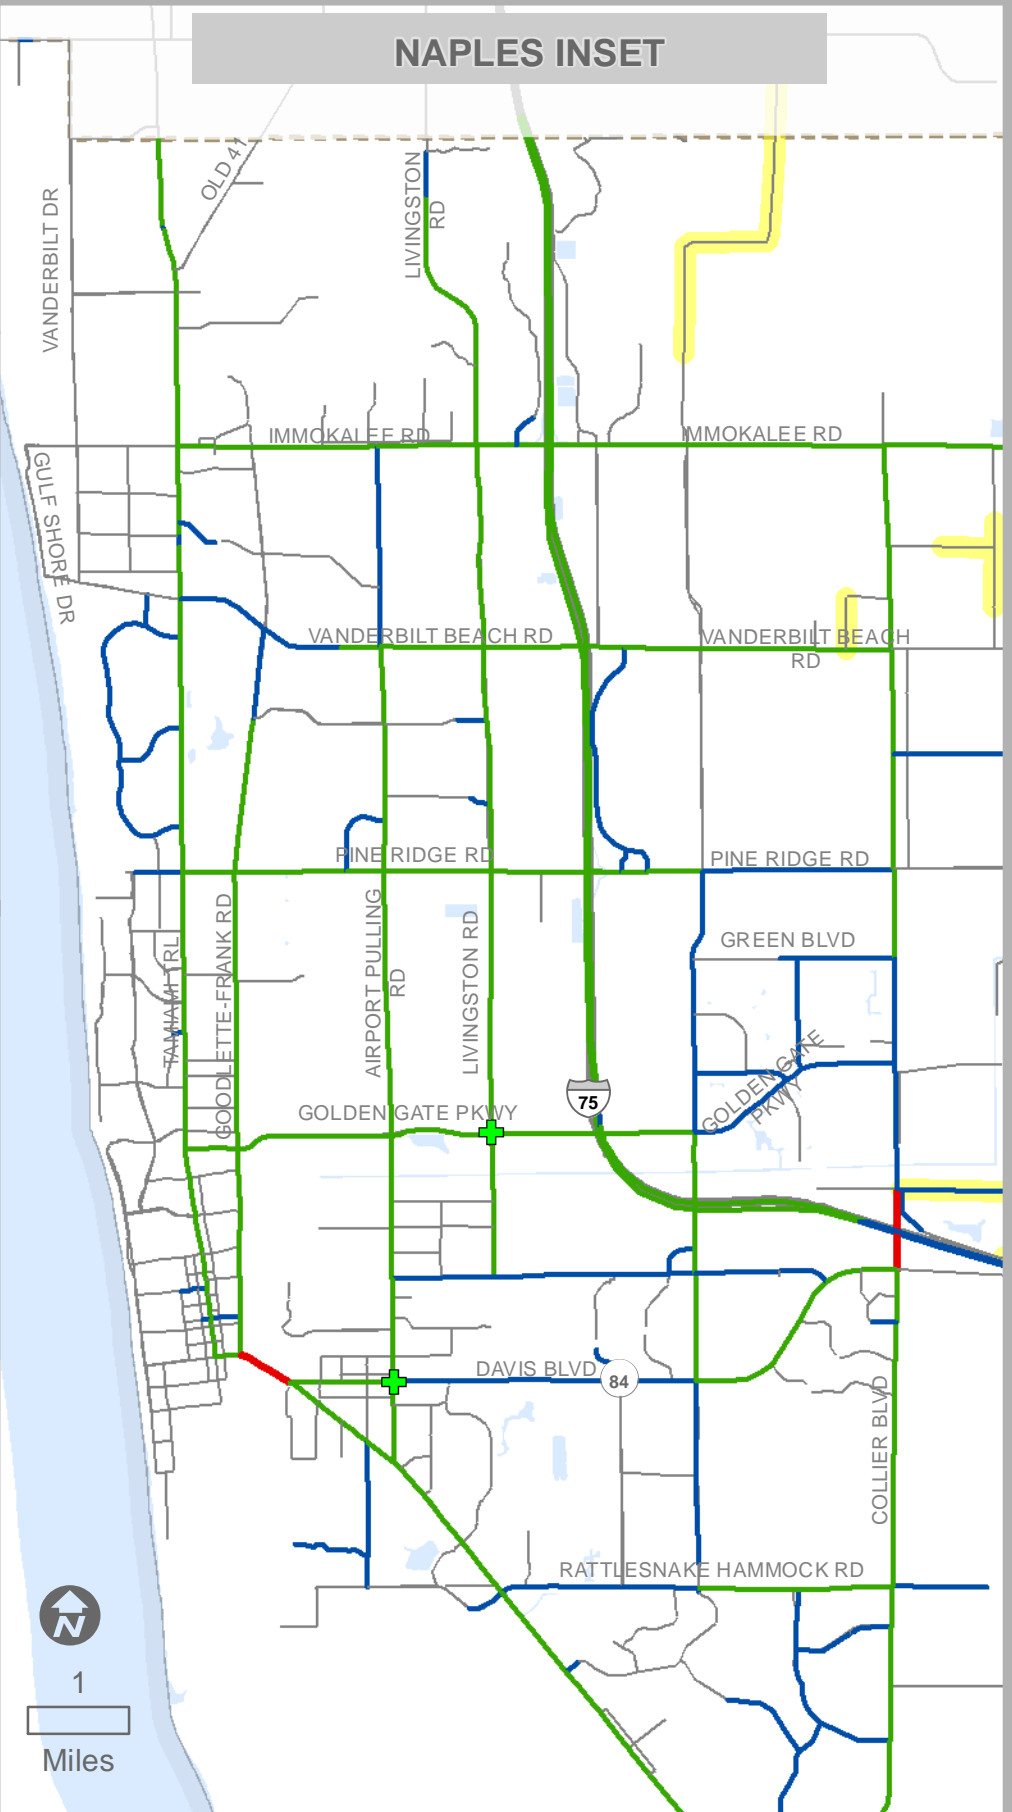 NAPLES INSET
OLD 41
VANDERBILT DR
LIVINGSTON
RD
IMMOKALEE RD
IMMOKALEE RD
GULF SHORE DR
VANDERBILT BEACH RD
VANDERBILT BEACH
RD
PINE RIDGE RD
PINE RIDGE RD
TAMIAMI TRL
GOODLETTE-FRANK RD
AIRPORT PULLING
RD
LIVINGSTON RD
GREEN BLVD
GOLDEN GATE
PKWY
75
GOLDEN GATE PKWY
DAVIS BLVD
84
COLLIER BLVD
RATTLESNAKE HAMMOCK RD
N
1
Miles